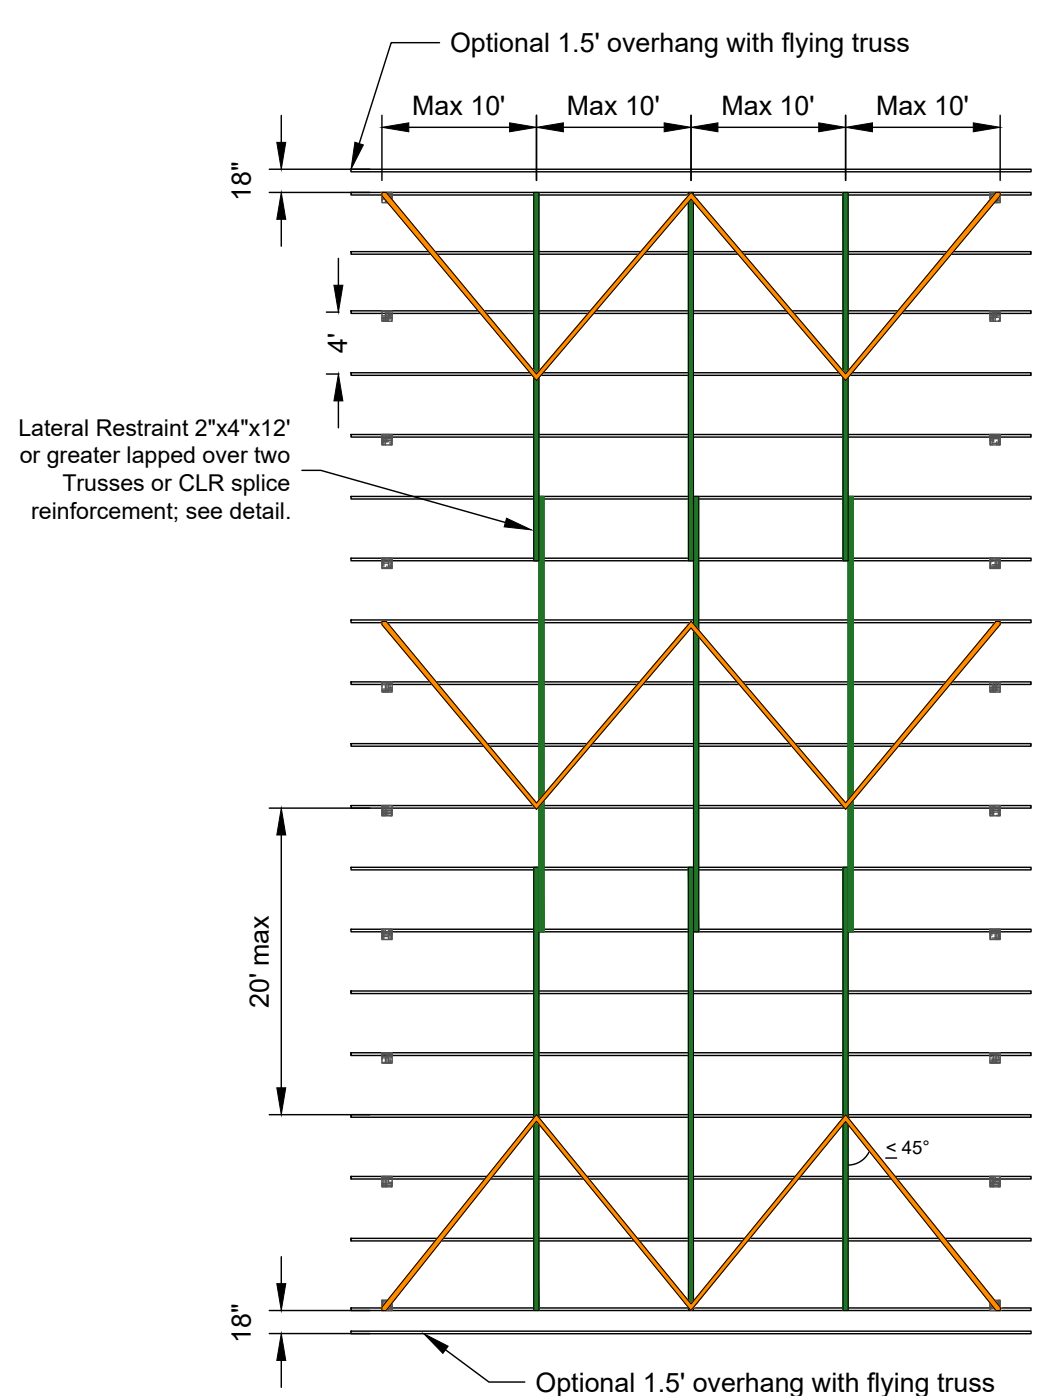 Optional 1.5' overhang with flying truss
Max 10' Max 10' Max 10' Max 10'
18"
4'
Lateral Restraint 2"x4"x12'
or greater lapped over two
Trusses or CLR splice
reinforcement; see detail.
20' max
≤ 45°
18"
Optional 1.5' overhang with flying truss